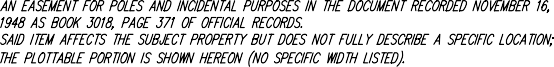 AN EASEMENT FOR POLES AND INCIDENTAL PURPOSES IN THE DOCUMENT RECORDED NOVEMBER 16,
1948 AS BOOK 3018, PAGE 371 OF OFFICIAL RECORDS.
SAID ITEM AFFECTS THE SUBJECT PROPERTY BUT DOES NOT FULLY DESCRIBE A SPECIFIC LOCATION;
THE PLOTTABLE PORTION IS SHOWN HEREON (NO SPECIFIC WIDTH LISTED).